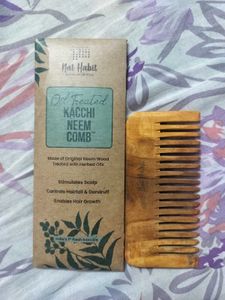 Nat Habit
Oil Treated
KACCHI
NEEM
COMB
Made of Original Neem Wood
Treated with Herbed Oils
Stimulates Scalp
Controls Hairfall & Dandruff
Enables Hair Growth